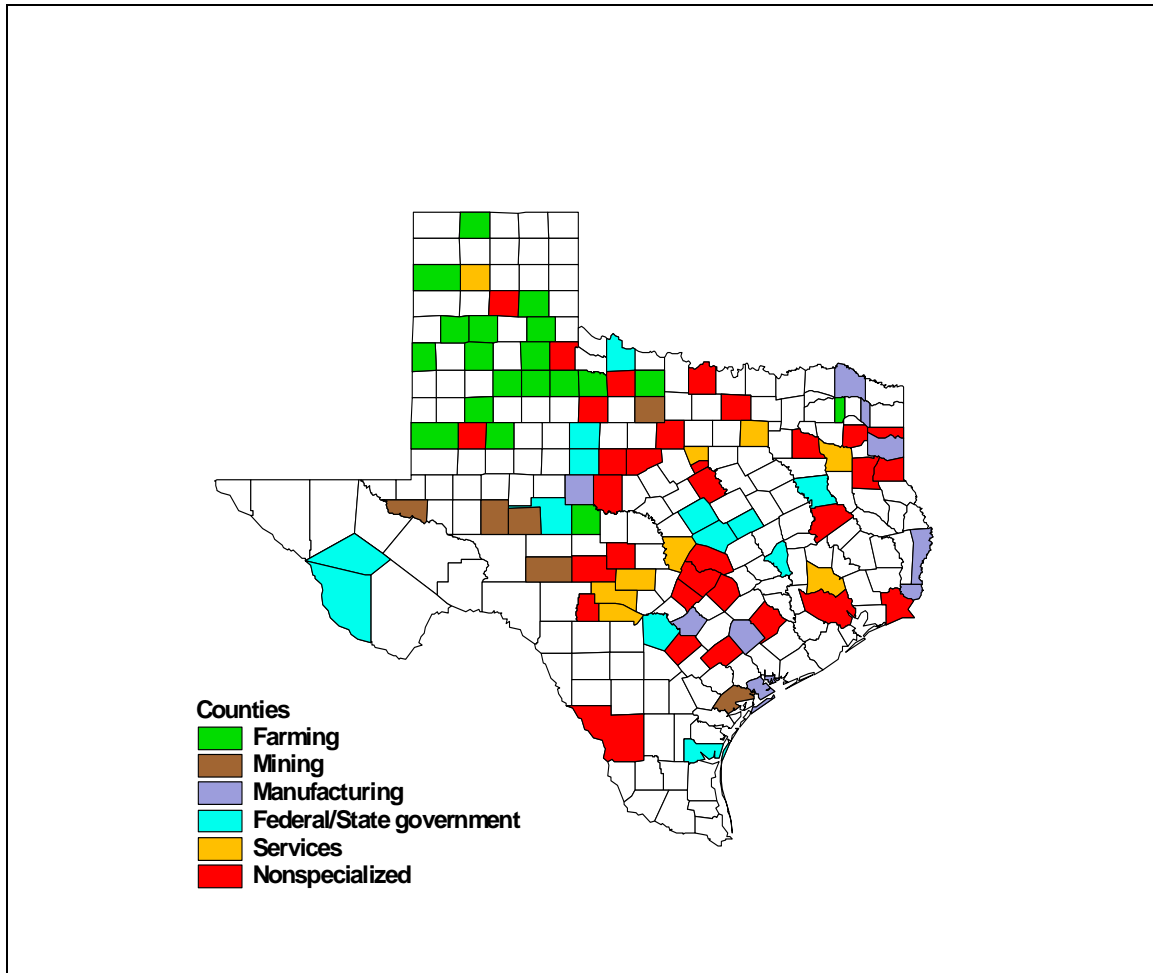 Counties
Farming
Mining
Manufacturing
Federal/State government
Services
Nonspecialized